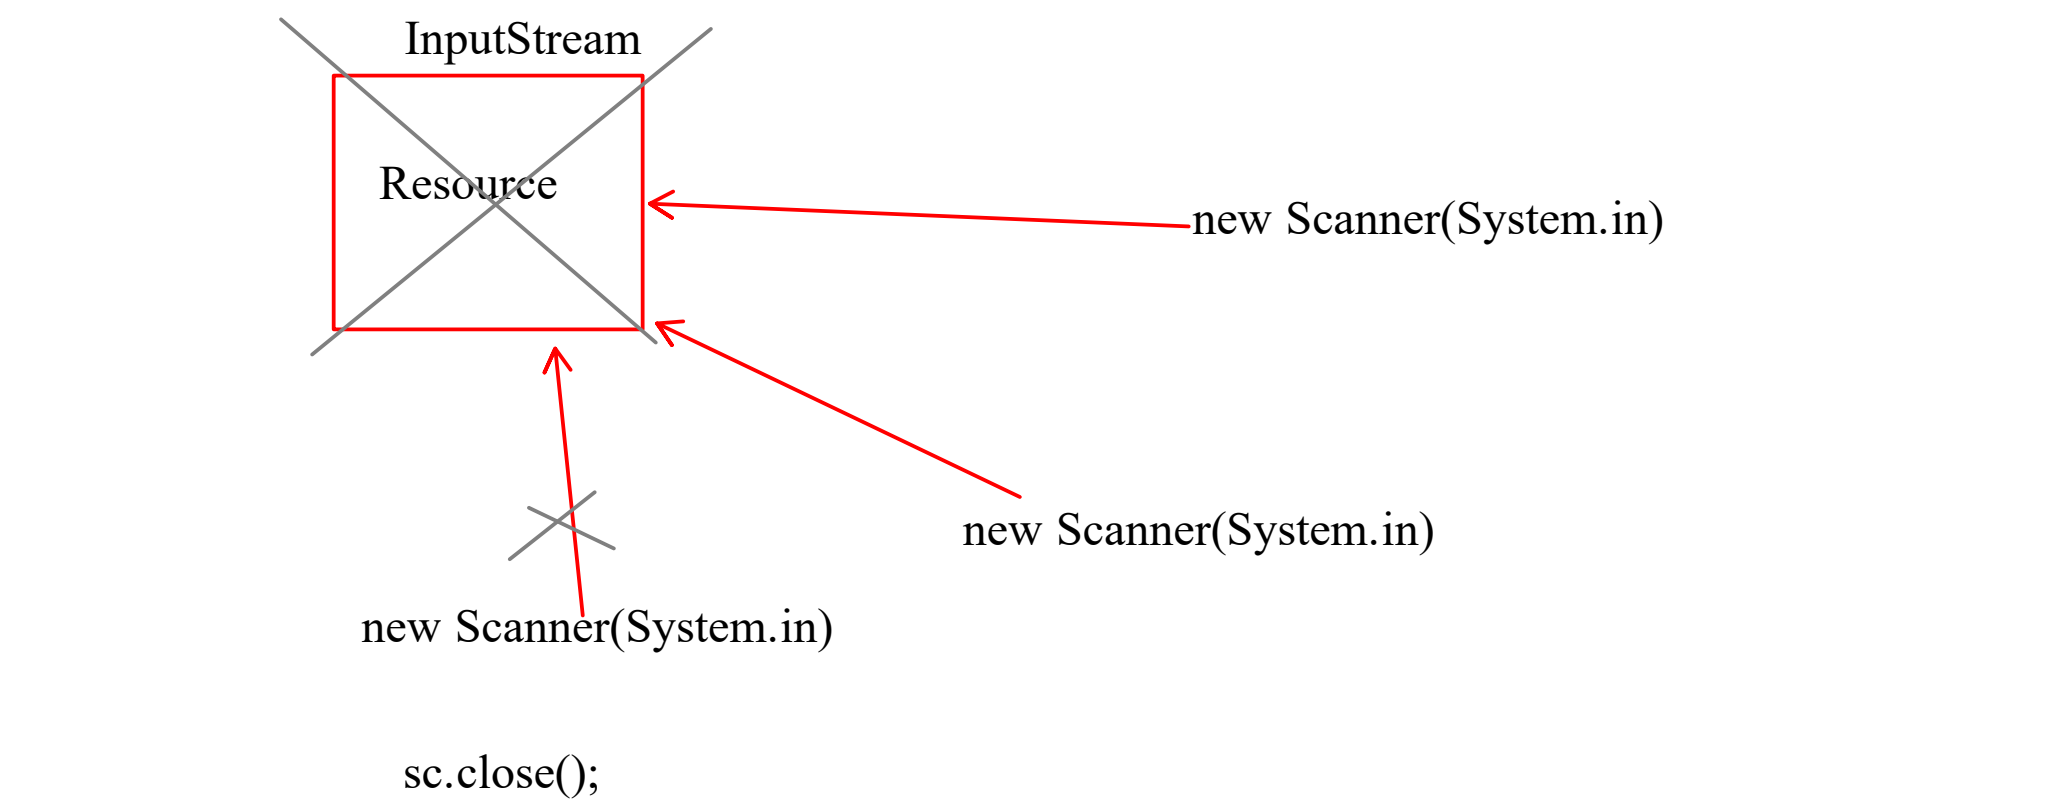 InputStream
Resource
new Scanner(System.in)
new Scanner(System.in)
new Scanner(System.in)
sc.close();